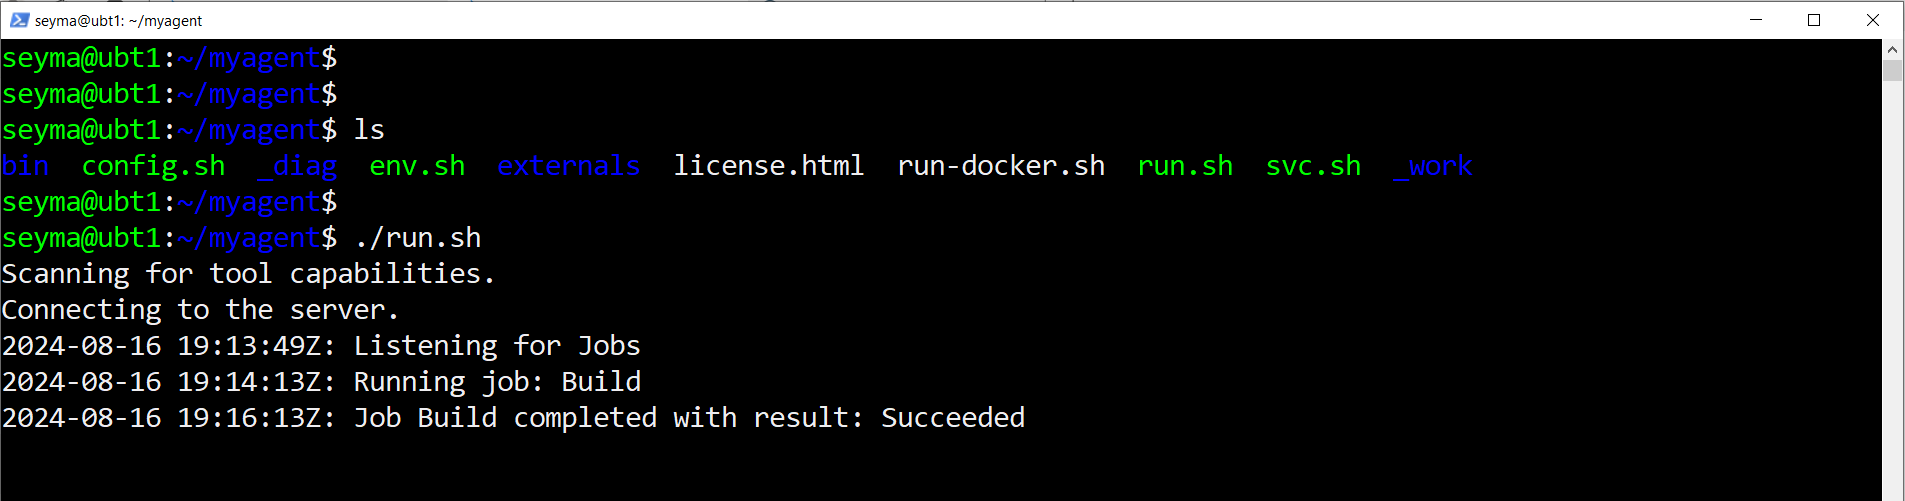 seyma@ubt1: ~/myagent
seyma@ubt1:~/myagent$
seyma@ubt1:~/myagent$
seyma@ubt1:~/myagent$ ls
bin  config.sh  _diag  env.sh  externals  license.html  run-docker.sh  run.sh  svc.sh  _work
seyma@ubt1:~/myagent$
seyma@ubt1:~/myagent$ ./run.sh
Scanning for tool capabilities.
Connecting to the server.
2024-08-16 19:13:49Z: Listening for Jobs
2024-08-16 19:14:13Z: Running job: Build
2024-08-16 19:16:13Z: Job Build completed with result: Succeeded